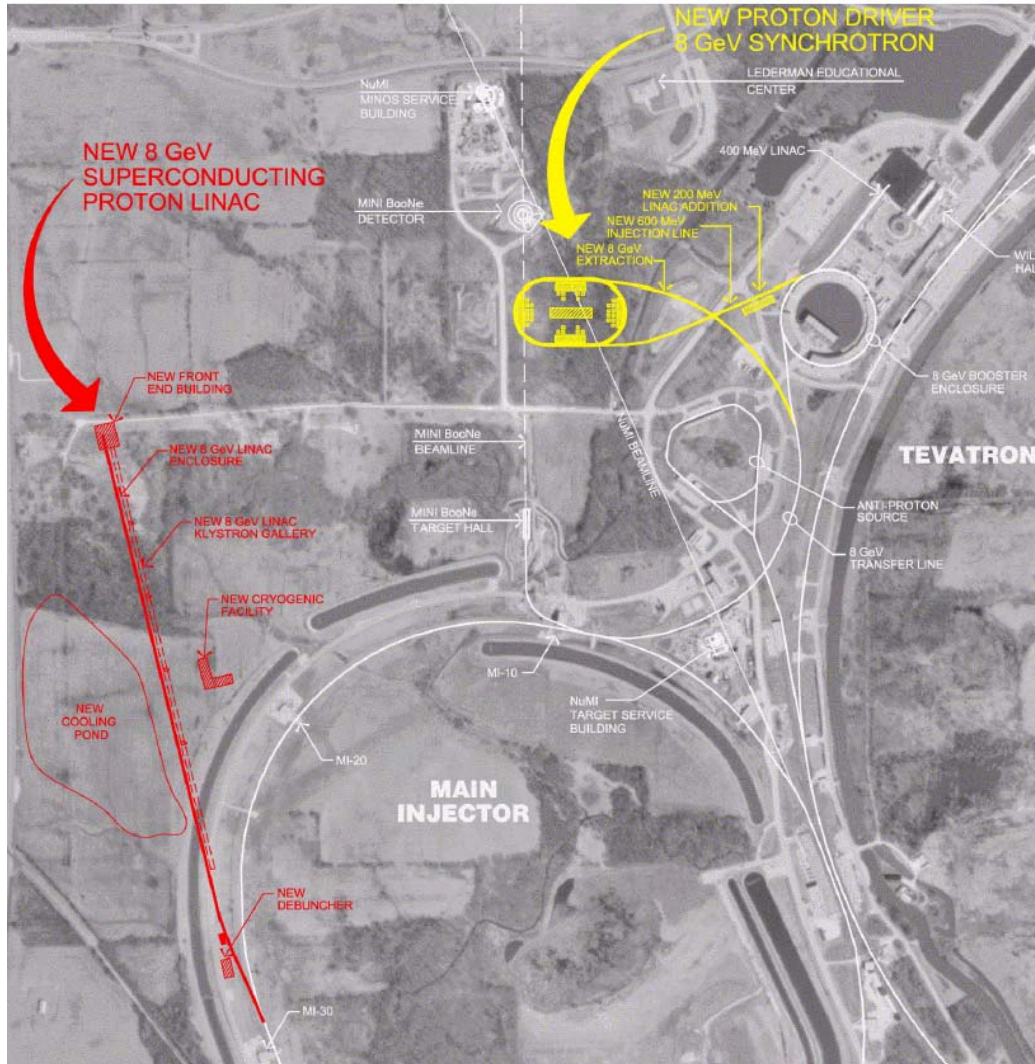 NEW PROTON DRIVER
8 GeV SYNCHROTRON
LEDERMAN EDUCATIONAL
CENTER
NuMI
MINOS SERVICE
BUILDING
NEW 8 GeV
SUPERCONDUCTING
PROTON LINAC
400 MeV LINAC
MINI BooNe
DETECTOR
NEW 200 MeV
LINAC ADDITION
NEW 600 MeV
INJECTION LINE
NEW 8 GeV
EXTRACTION
WIL
HAL
NEW FRONT
END BUILDING
8 GeV BOOSTER
ENCLOSURE
NEW 8 GeV LINAC
ENCLOSURE
MINI BooNe
BEAMLINE
NuMI BEAMLINE
TEVATRON
NEW 8 GeV LINAC
KLYSTRON GALLERY
MINI BooNe
TARGET HALL
ANTI-PROTON
SOURCE
8 GeV
TRANSFER LINE
NEW CRYOGENIC
FACILITY
MI-10
NEW
COOLING
POND
NuMI
TARGET SERVICE
BUILDING
MI-20
MAIN
INJECTOR
NEW
DEBUNCHER
MI-30